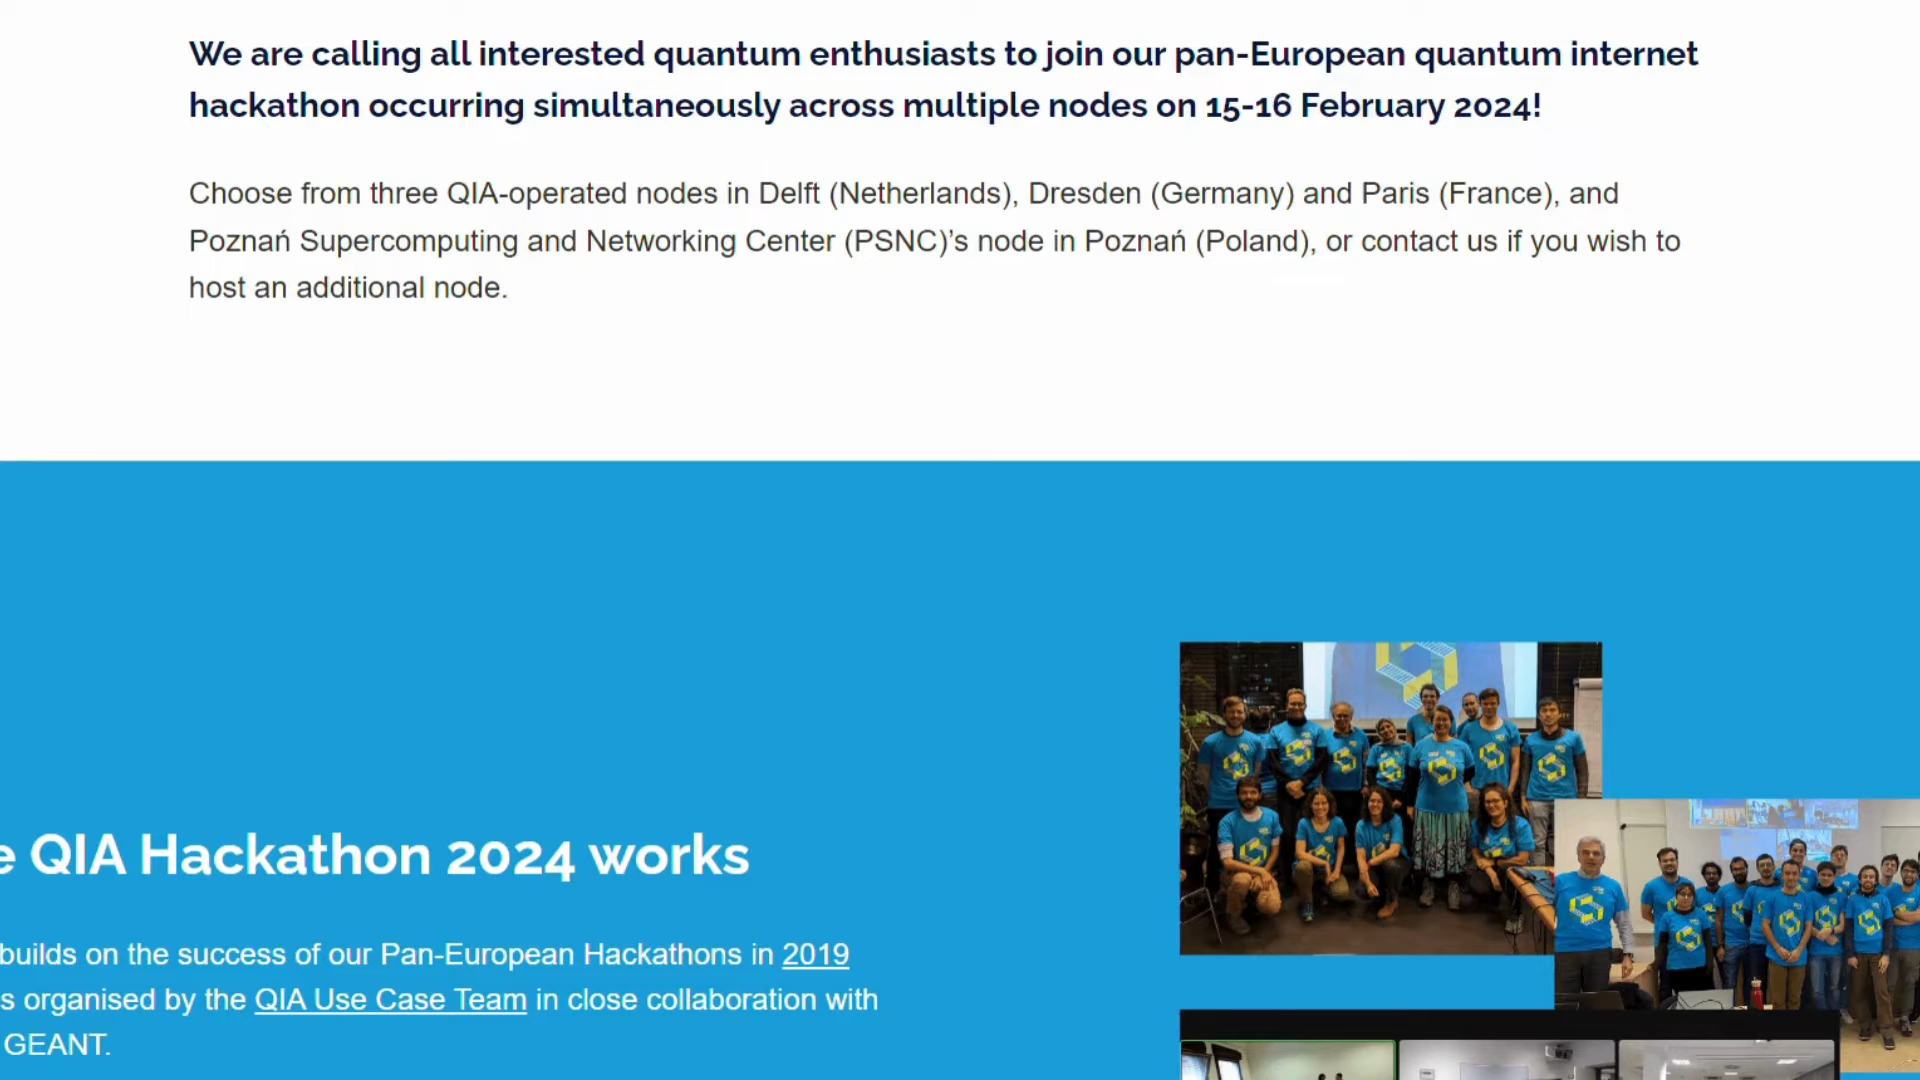 We are calling all interested quantum enthusiasts to join our pan-European quantum internet
hackathon occurring simultaneously across multiple nodes on 15-16 February 2024!
Choose from three QIA-operated nodes in Delft (Netherlands), Dresden (Germany) and Paris (France), and
Poznań Supercomputing and Networking Center (PSNC)’s node in Poznań (Poland), or contact us if you wish to
host an additional node.
e QIA Hackathon 2024 works
builds on the success of our Pan-European Hackathons in 2019
s organised by the QIA Use Case Team in close collaboration with
GEANT.